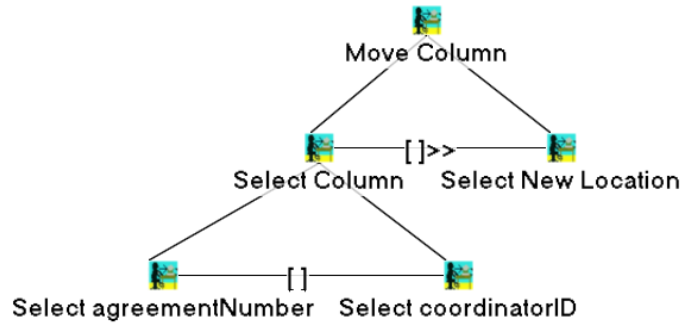 Move Column
[ ]>>
Select Column
Select New Location
[ ]
Select agreementNumber
Select coordinatorID